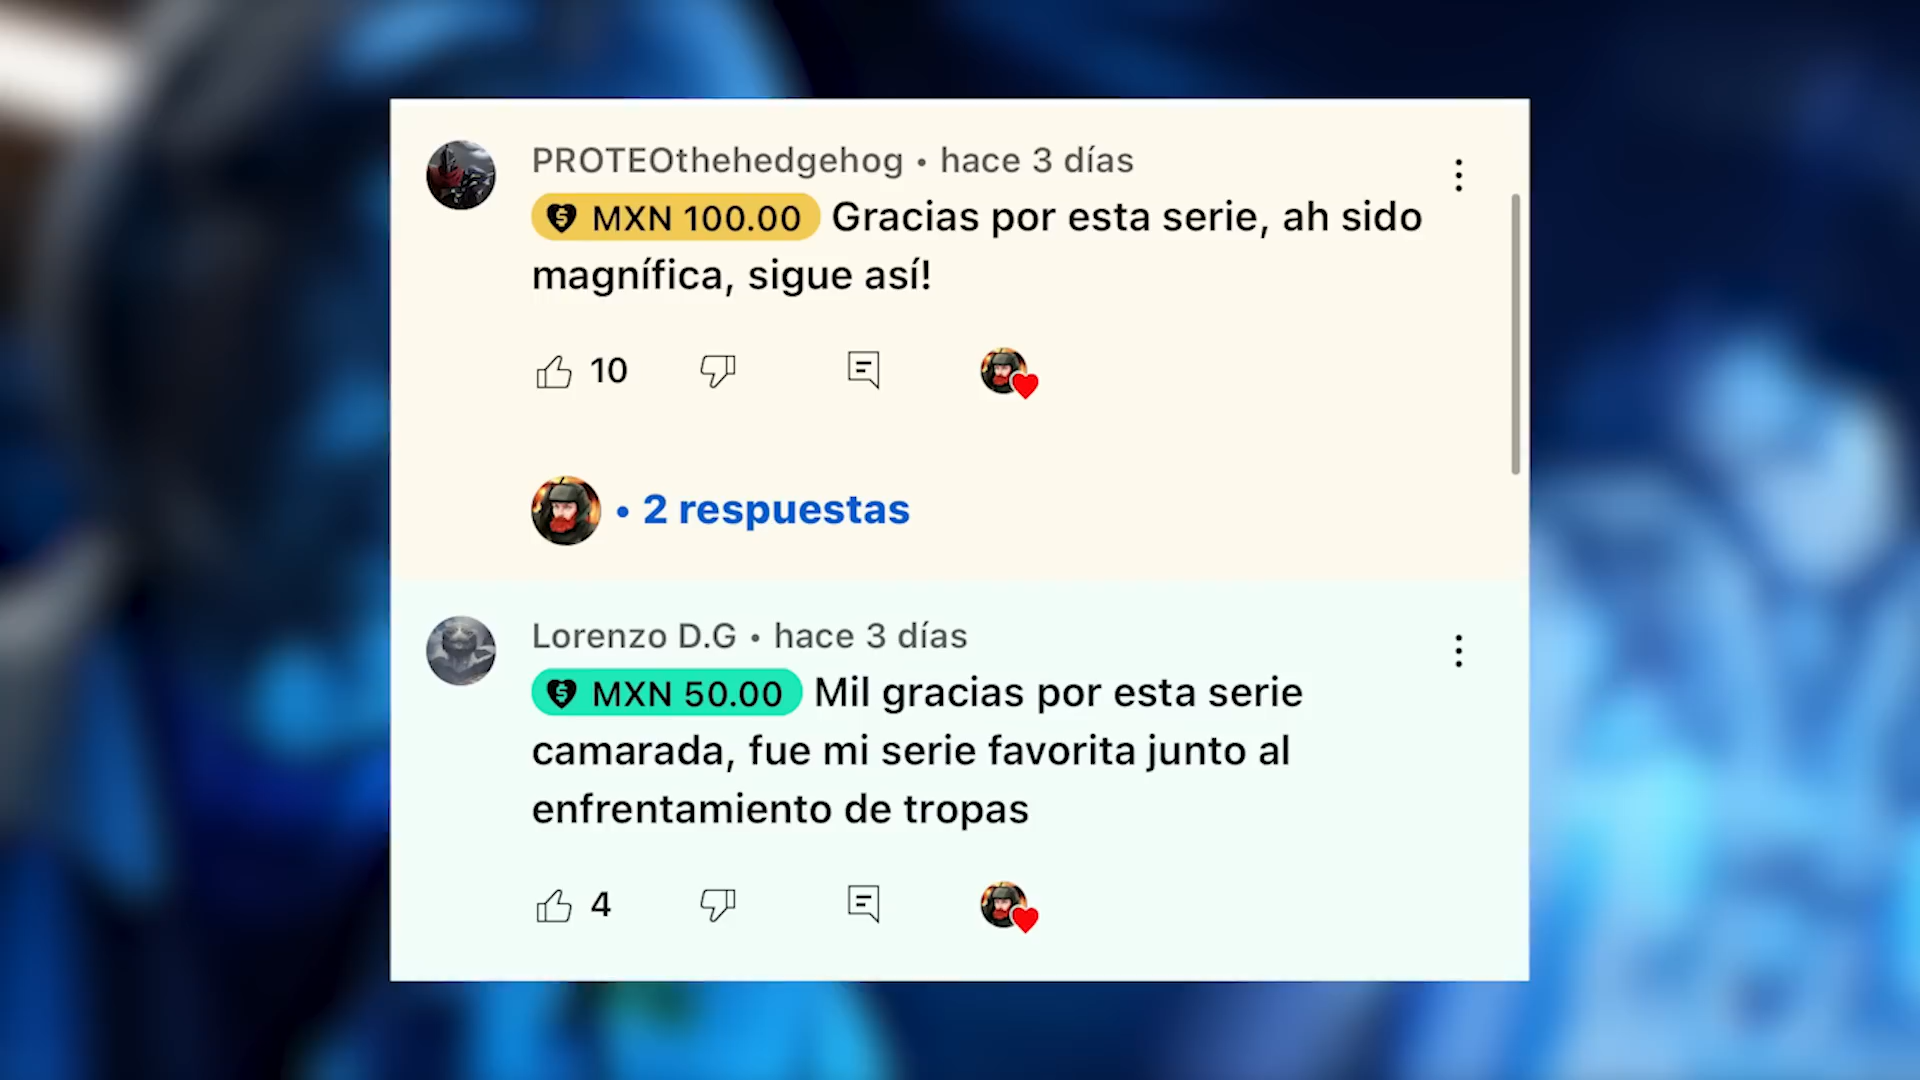 PROTEOthehedgehog • hace 3 días
MXN 100.00 Gracias por esta serie, ah sido
magnífica, sigue así!
10
• 2 respuestas
Lorenzo D.G • hace 3 días
MXN 50.00 Mil gracias por esta serie
camarada, fue mi serie favorita junto al
enfrentamiento de tropas
4